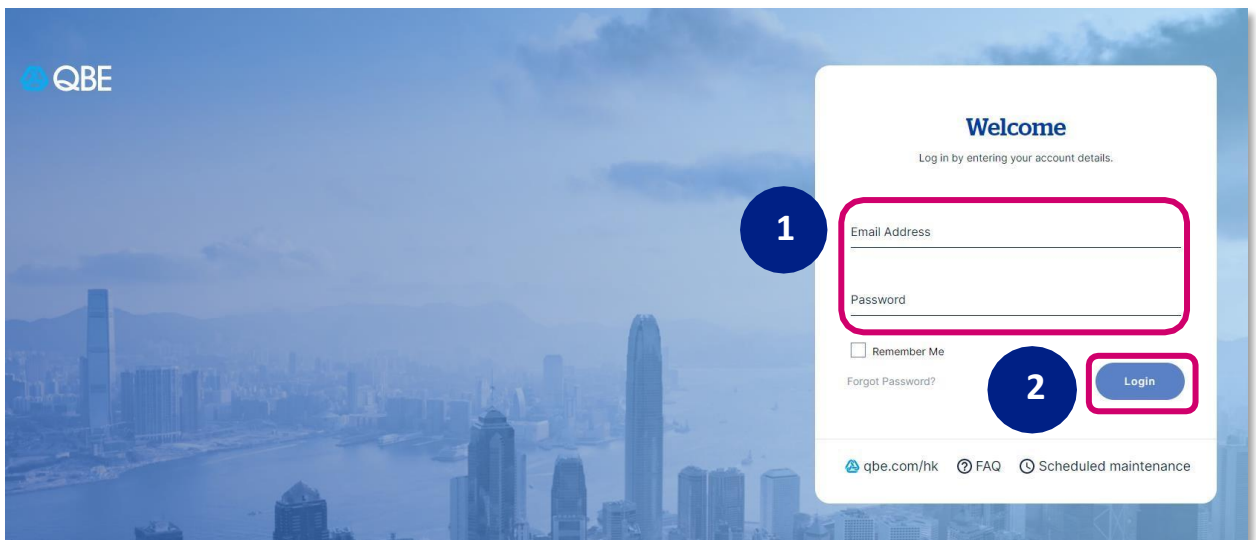 QBE
Welcome
Log in by entering your account details.
1
Email Address
Password
Remember Me
Forgot Password?
2
Login
qbe.com/hk FAQ Scheduled maintenance